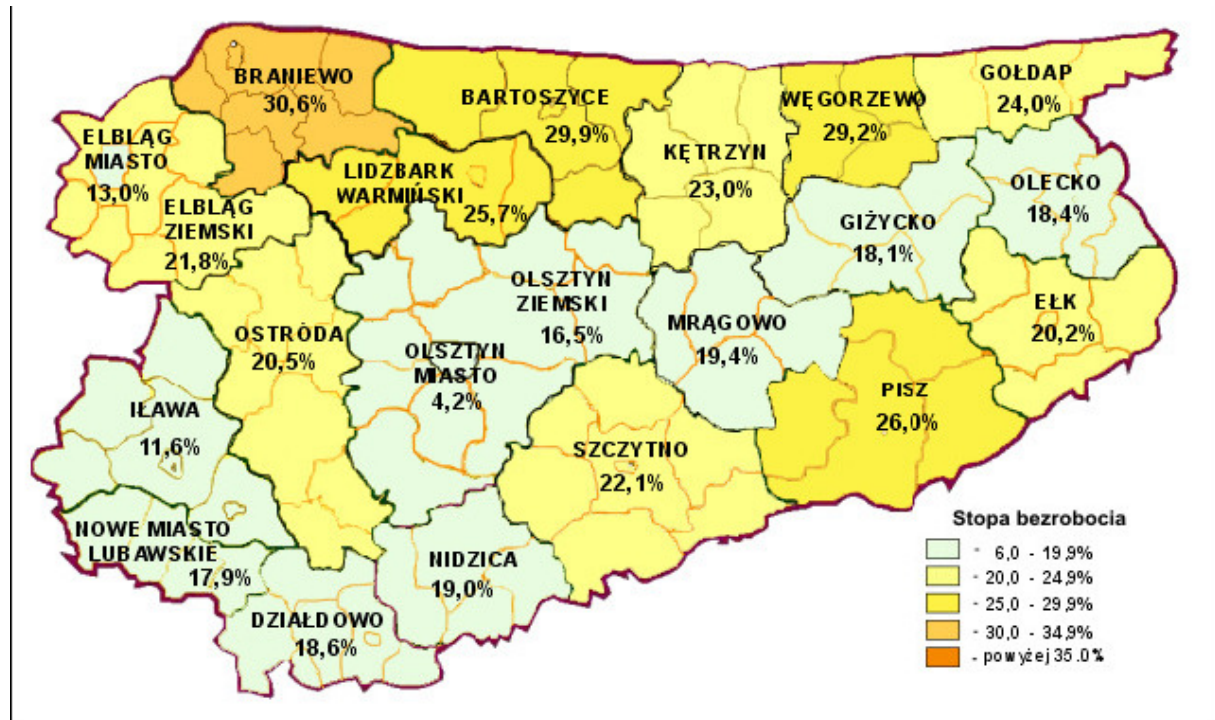 BRANIEWO
30,6%
BARTOSZYCE
29,9%
WĘGORZEWO
29,2%
GOŁDAP
24,0%
ELBLĄG
MIASTO
13,0%
LIDZBARK
WARMIŃSKI
25,7%
KĘTRZYN
23,0%
OLECKO
18,4%
ELBLĄG
ZIEMSKI
21,8%
GIŻYCKO
18,1%
OLSZTYN
ZIEMSKI
16,5%
OSTRÓDA
20,5%
OLSZTYN
MIASTO
4,2%
MRĄGOWO
19,4%
EŁK
20,2%
PISZ
26,0%
IŁAWA
11,6%
SZCZYTNO
22,1%
NOWE MIASTO
LUBAWSKIE
17,9%
NIDZICA
19,0%
DZIAŁDOWO
18,6%
Stopa bezrobocia
- 6,0 - 19,9%
- 20,0 - 24,9%
- 25,0 - 29,9%
- 30,0 - 34,9%
- powyżej 35.0%